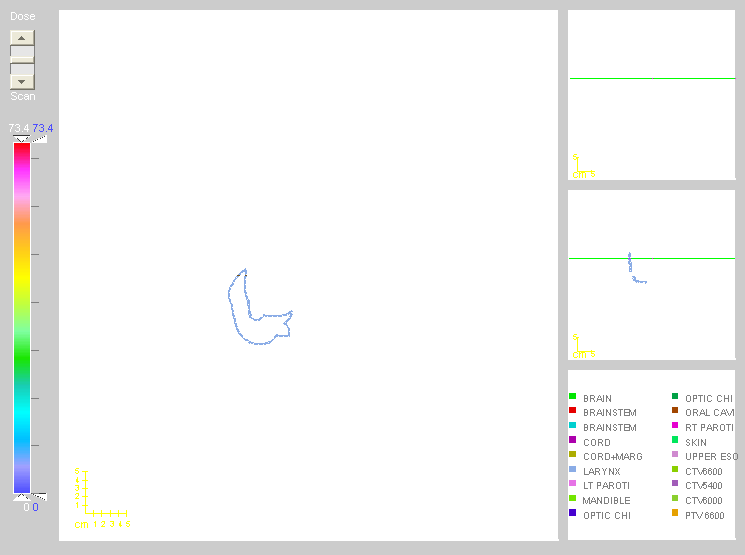 Dose
Scan
73.4 73.4
0 0
5
4
3
2
1
cm 1 2 3 4 5
5
cm 5
5
cm 5
BRAIN OPTIC CHI
BRAINSTEM ORAL CAVI
BRAINSTEM RT PAROTI
CORD SKIN
CORD+MARG UPPER ESO
LARYNX CTV6600
LT PAROTI CTV5400
MANDIBLE CTV6000
OPTIC CHI PTV6600